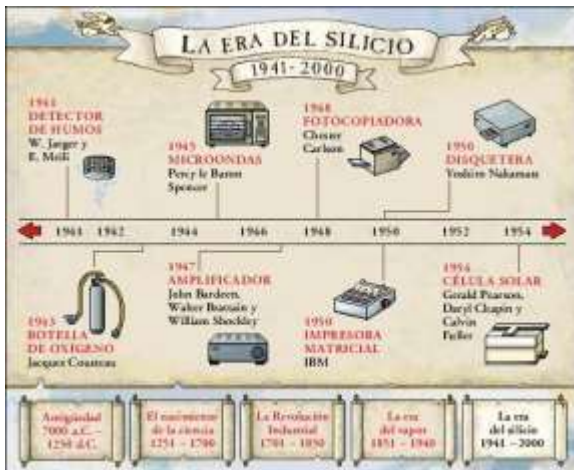 LA ERA DEL SILICIO
1941-2000
1941
DETECTOR
DE HUMOS
W. Jaeger y
E. Meili
1945
MICROONDAS
Percy le Baron
Spencer
1948
FOTOCOPIADORA
Chester
Carlson
1950
DISQUETERA
Yoshiro Nakamats
1941 1942 1944 1946 1948 1950 1952 1954
1943
BOTELLA
DE OXÍGENO
Jacques Cousteau
1947
AMPLIFICADOR
John Bardeen,
Walter Brattain y
William Shockley
1950
IMPRESORA
MATRICIAL
IBM
1954
CÉLULA SOLAR
Gerald Pearson,
Daryl Chapin y
Calvin
Fuller
Antigüedad
7000 a.C. –
1250 d.C.
El nacimiento
de la ciencia
1251 – 1700
La Revolución
Industrial
1701 – 1850
La era
del vapor
1851 – 1940
La era
del silicio
1941 – 2000